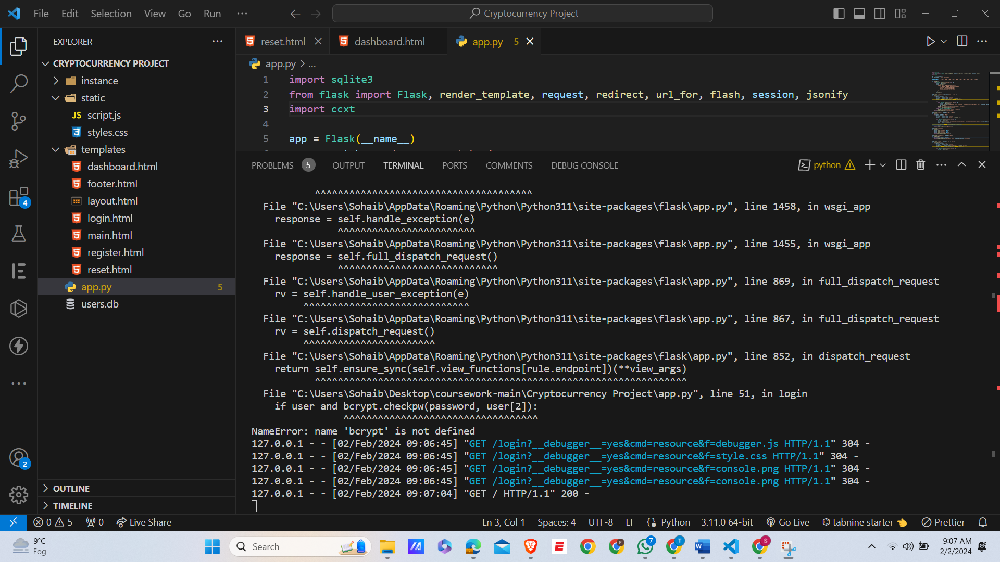 File Edit Selection View Go Run ···
Cryptocurrency Project
EXPLORER ···
CRYPTOCURRENCY PROJECT
instance
static
JS script.js
styles.css
templates
dashboard.html
footer.html
layout.html
login.html
main.html
register.html
reset.html
app.py 5
users.db
OUTLINE
TIMELINE
4
2
reset.html
dashboard.html
app.py 5
app.py > ...
1 import sqlite3
2 from flask import Flask, render_template, request, redirect, url_for, flash, session, jsonify
3 import ccxt
4
5 app = Flask(__name__)
PROBLEMS 5 OUTPUT TERMINAL PORTS COMMENTS DEBUG CONSOLE
python
^^^^^^^^^^^^^^^^^^^^^^^^^^^^^^^^^^^^^^
File "C:\Users\Sohaib\AppData\Roaming\Python\Python311\site-packages\flask\app.py", line 1458, in wsgi_app
response = self.handle_exception(e)
^^^^^^^^^^^^^^^^^^^^^^^^
File "C:\Users\Sohaib\AppData\Roaming\Python\Python311\site-packages\flask\app.py", line 1455, in wsgi_app
response = self.full_dispatch_request()
^^^^^^^^^^^^^^^^^^^^^^^^^^^^
File "C:\Users\Sohaib\AppData\Roaming\Python\Python311\site-packages\flask\app.py", line 869, in full_dispatch_request
rv = self.handle_user_exception(e)
^^^^^^^^^^^^^^^^^^^^^^^^^^^^^
File "C:\Users\Sohaib\AppData\Roaming\Python\Python311\site-packages\flask\app.py", line 867, in full_dispatch_request
rv = self.dispatch_request()
^^^^^^^^^^^^^^^^^^^^^^^
File "C:\Users\Sohaib\AppData\Roaming\Python\Python311\site-packages\flask\app.py", line 852, in dispatch_request
return self.ensure_sync(self.view_functions[rule.endpoint])(**view_args)
^^^^^^^^^^^^^^^^^^^^^^^^^^^^^^^^^^^^^^^^^^^^^^^^^^^^^^^^^^^^^^^^^
File "C:\Users\Sohaib\Desktop\coursework-main\Cryptocurrency Project\app.py", line 51, in login
if user and bcrypt.checkpw(password, user[2]):
^^^^^^^^^^^^^^^^^^^^^^^^^^^^^^^^^^
NameError: name 'bcrypt' is not defined
127.0.0.1 - - [02/Feb/2024 09:06:45] "GET /login?__debugger__=yes&cmd=resource&f=debugger.js HTTP/1.1" 304 -
127.0.0.1 - - [02/Feb/2024 09:06:45] "GET /login?__debugger__=yes&cmd=resource&f=style.css HTTP/1.1" 304 -
127.0.0.1 - - [02/Feb/2024 09:06:45] "GET /login?__debugger__=yes&cmd=resource&f=console.png HTTP/1.1" 304 -
127.0.0.1 - - [02/Feb/2024 09:06:45] "GET /login?__debugger__=yes&cmd=resource&f=console.png HTTP/1.1" 304 -
127.0.0.1 - - [02/Feb/2024 09:07:04] "GET / HTTP/1.1" 200 -
0 5 0 Live Share Ln 3, Col 1 Spaces: 4 UTF-8 LF Python 3.11.0 64-bit Go Live tabnine starter Prettier
9°C
Fog
Search
7
9:07 AM
2/2/2024